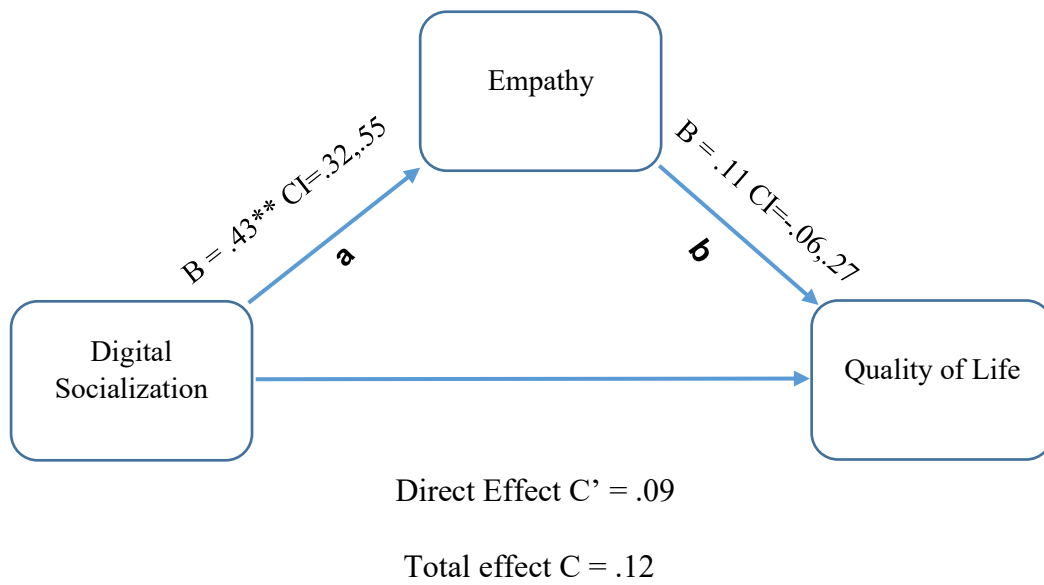 Empathy
B = .43** CI=.32,.55
B = .11 CI=-.06,.27
a
b
Digital
Socialization
Quality of Life
Direct Effect C’ = .09
Total effect C = .12